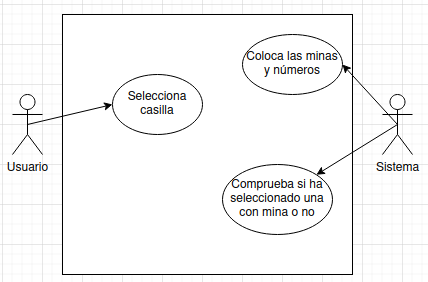 Coloca las minas
y números
Selecciona
casilla
Usuario
Sistema
Comprueba si ha
seleccionado una
con mina o no